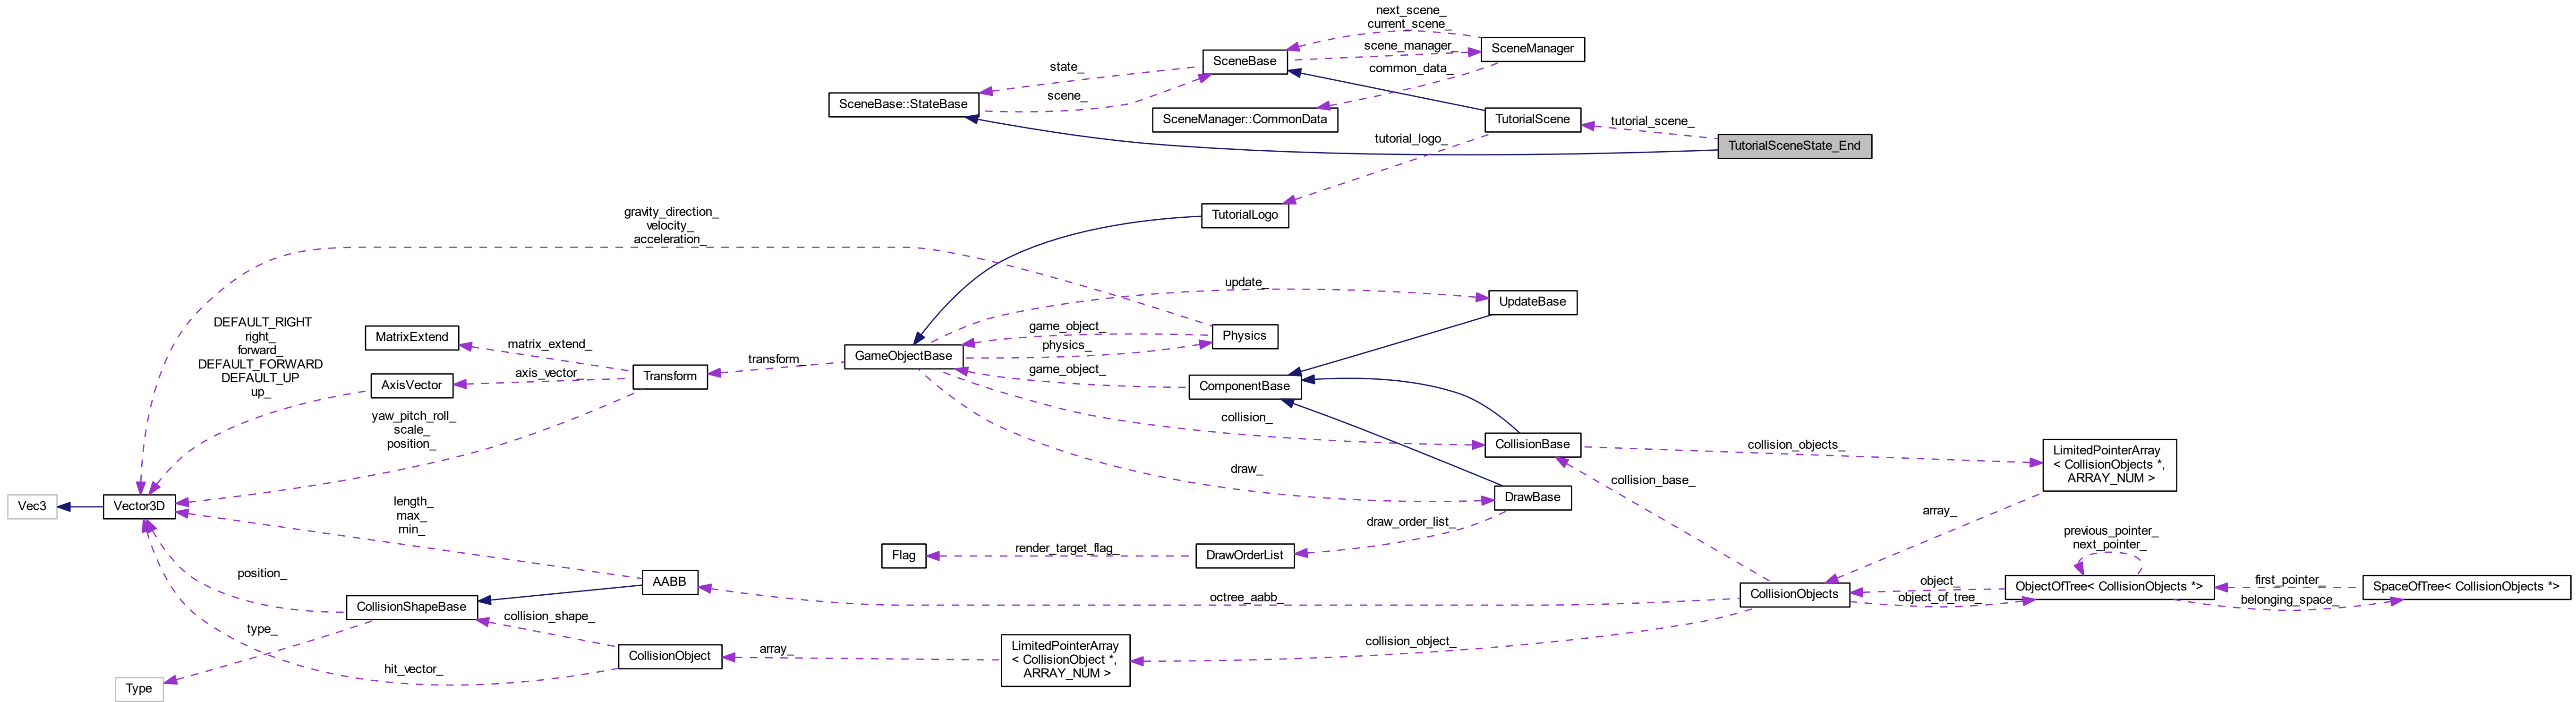 next_scene_
current_scene_
SceneManager
scene_manager_
SceneBase
state_
common_data_
scene_
SceneBase::StateBase
SceneManager::CommonData
TutorialScene
tutorial_scene_
tutorial_logo_
TutorialSceneState_End
gravity_direction_
velocity_
acceleration_
TutorialLogo
update_
UpdateBase
DEFAULT_RIGHT
right_
forward_
DEFAULT_FORWARD
DEFAULT_UP
up_
MatrixExtend
matrix_extend_
game_object_
Physics
physics_
GameObjectBase
transform_
Transform
axis_vector_
AxisVector
game_object_
ComponentBase
yaw_pitch_roll_
scale_
position_
collision_
CollisionBase
collision_objects_
LimitedPointerArray
< CollisionObjects *,
ARRAY_NUM >
draw_
collision_base_
DrawBase
Vec3
Vector3D
length_
max_
min_
array_
draw_order_list_
previous_pointer_
next_pointer_
Flag
render_target_flag_
DrawOrderList
position_
AABB
octree_aabb_
CollisionObjects
object_
object_of_tree_
ObjectOfTree< CollisionObjects *>
first_pointer_
belonging_space_
SpaceOfTree< CollisionObjects *>
CollisionShapeBase
collision_shape_
type_
collision_object_
LimitedPointerArray
< CollisionObject *,
ARRAY_NUM >
array_
CollisionObject
hit_vector_
Type